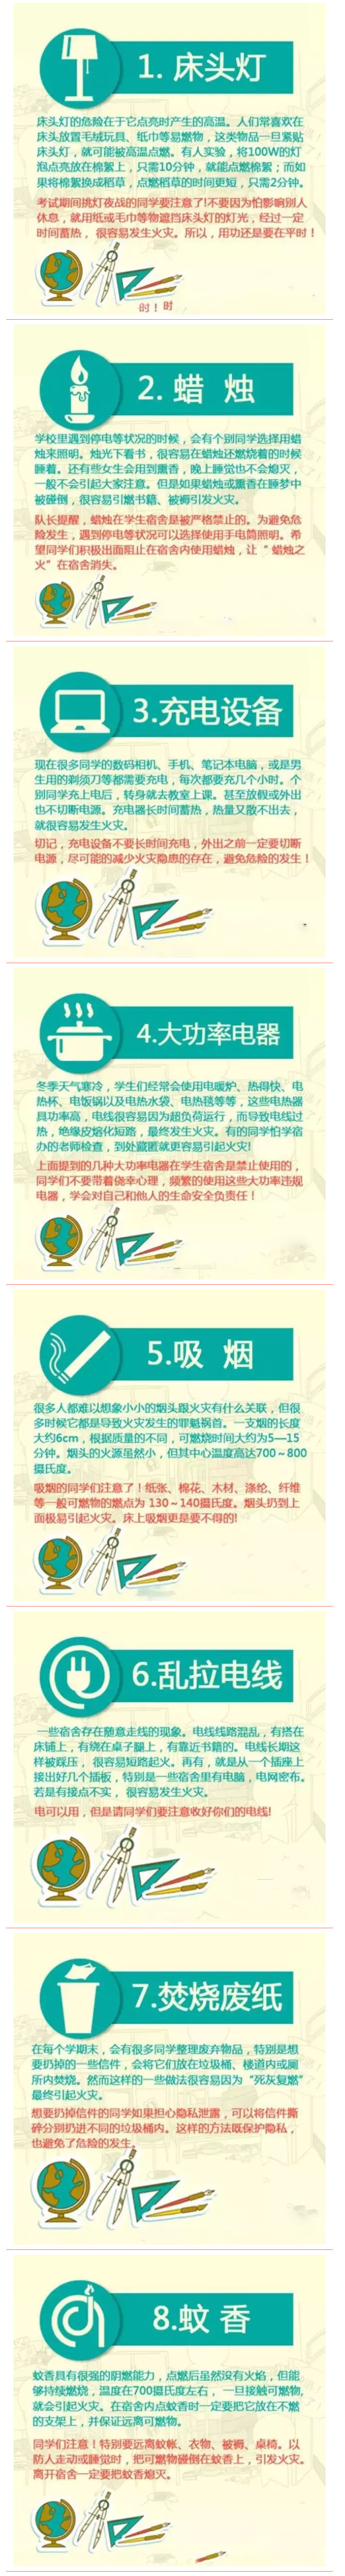 1. 床头灯
床头灯的危险在于它点亮时产生的高温。人们常喜欢在
床头放置毛绒玩具、纸巾等易燃物，这类物品一旦紧贴
床头灯，就可能被高温点燃。有人实验，将100W的灯
泡点亮放在棉絮上，只需10分钟，就能点燃棉絮；而如
果将棉絮换成稻草，点燃稻草的时间更短，只需2分钟。
考试期间挑灯夜战的同学要注意了!不要因为怕影响别人
休息，就用纸或毛巾等物遮挡床头灯的灯光，经过一定
时间蓄热， 很容易发生火灾。所以，用功还是要在平时！
时！时
2. 蜡 烛
学校里遇到停电等状况的时候，会有个别同学选择用蜡
烛来照明。烛光下看书，很容易在蜡烛还燃烧着的时候
睡着。还有些女生会用到熏香，晚上睡觉也不会熄灭，
一般不会引起大家注意。但是如果蜡烛或熏香在睡梦中
被碰倒，很容易引燃书籍、被褥引发火灾。
队长提醒，蜡烛在学生宿舍是被严格禁止的。为避免危
险发生，遇到停电等状况可以选择使用手电筒照明。希
望同学们积极出面阻止在宿舍内使用蜡烛，让“ 蜡烛之
火”在宿舍消失。
3.充电设备
现在很多同学的数码相机、手机、笔记本电脑，或是男
生用的剃须刀等都需要充电，每次都要充几个小时。个
别同学充上电后，转身就去教室上课。甚至放假或外出
也不切断电源。充电器长时间蓄热，热量又散不出去，
就很容易发生火灾。
切记，充电设备不要长时间充电，外出之前一定要切断
电源，尽可能的减少火灾隐患的存在，避免危险的发生！
4.大功率电器
冬季天气寒冷，学生们经常会使用电暖炉、热得快、电
热杯、电饭锅以及电热水袋、电热毯等等，这些电热器
具功率高，电线很容易因为超负荷运行，而导致电线过
热，绝缘皮熔化短路，最终发生火灾。有的同学怕学宿
办的老师检查，到处藏匿就更容易引起火灾!
上面提到的几种大功率电器在学生宿舍是禁止使用的，
同学们不要带着侥幸心理，频繁的使用这些大功率违规
电器，学会对自己和他人的生命安全负责任！
5.吸 烟
很多人都难以想象小小的烟头跟火灾有什么关联，但很
多时候它都是导致火灾发生的罪魁祸首。一支烟的长度
大约6cm，根据质量的不同，可燃烧时间大约为5—15
分钟。烟头的火源虽然小，但其中心温度高达700～800
摄氏度。
吸烟的同学们注意了！纸张、棉花、木材、涤纶、纤维
等一般可燃物的燃点为 130～140摄氏度。烟头扔到上
面极易引起火灾。床上吸烟更是要不得的!
6.乱拉电线
一些宿舍存在随意走线的现象。电线线路混乱，有搭在
床铺上，有绕在桌子腿上，有靠近书籍的。电线长期这
样被踩压， 很容易短路起火。再有，就是从一个插座上
接出好几个插板，特别是一些宿舍里有电脑，电网密布。
若是有接点不实， 很容易发生火灾。
电可以用，但是请同学们要注意收好你们的电线!
7.焚烧废纸
在每个学期末，会有很多同学整理废弃物品，特别是想
要扔掉的一些信件，会将它们放在垃圾桶、楼道内或厕
所内焚烧。然而这样的一些做法很容易因为“死灰复燃”
最终引起火灾。
想要扔掉信件的同学如果担心隐私泄露，可以将信件撕
碎分别扔进不同的垃圾桶内。这样的方法既保护隐私，
也避免了危险的发生。
8.蚊 香
蚊香具有很强的阴燃能力，点燃后虽然没有火焰，但能
够持续燃烧，温度在700摄氏度左右， 一旦接触可燃物，
就会引起火灾。在宿舍内点蚊香时一定要把它放在不燃
的支架上，并保证远离可燃物。
同学们注意！特别要远离蚊帐、衣物、被褥、桌椅。以
防人走动或睡觉时，把可燃物碰倒在蚊香上，引发火灾。
离开宿舍一定要把蚊香熄灭。